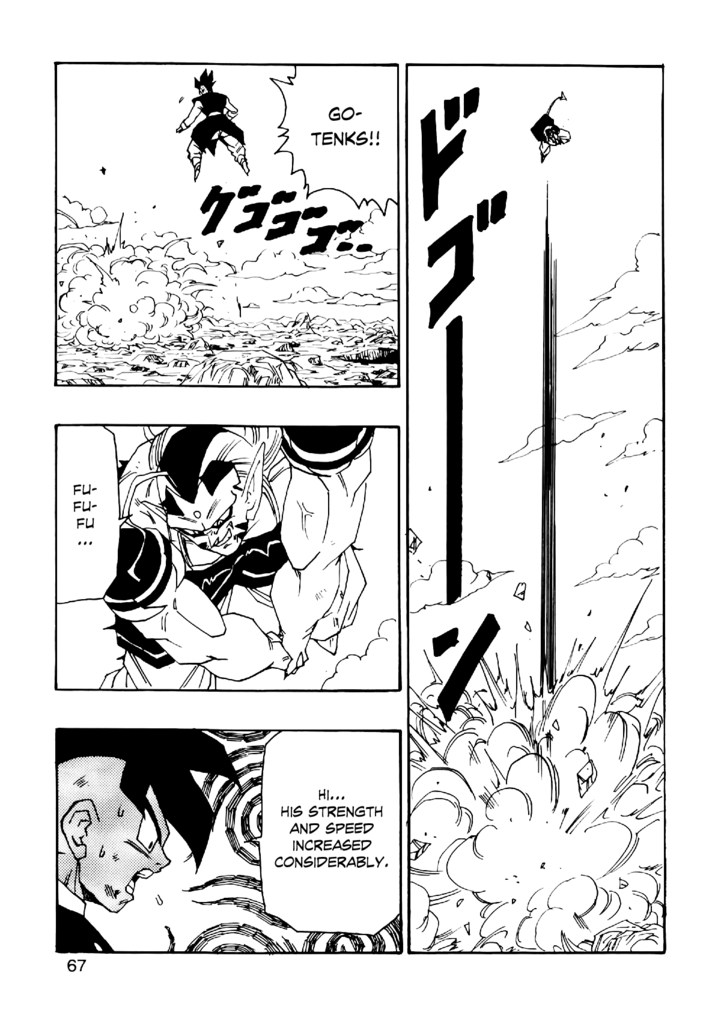 ドゴーン
GO-
TENKS!!
グゴゴゴ‥‥
FU-
FU-
FU
...
HI...
HIS STRENGTH
AND SPEED
INCREASED
CONSIDERABLY.
67